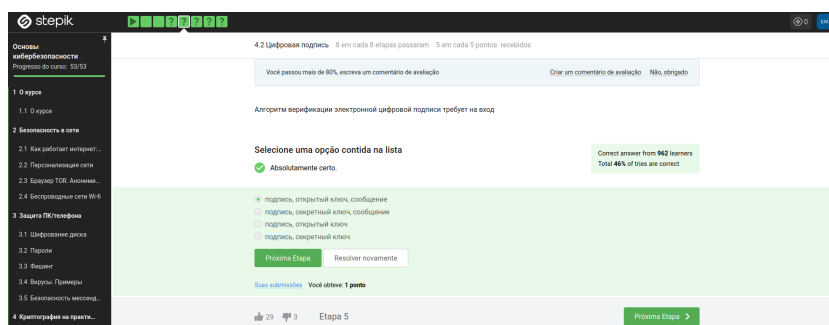 stepik
? ? ? ? ?
0
Основы
кибербезопасности
Progresso do curso: 53/53
1 О курсе
1.1 О курсе
2 Безопасность в сети
2.1 Как работает интернет:...
2.2 Персонализация сети
2.3 Браузер TOR. Аноними...
2.4 Беспроводные сети Wi-fi
3 Защита ПК/телефона
3.1 Шифрование диска
3.2 Пароли
3.3 Фишинг
3.4 Вирусы. Примеры
3.5 Безопасность мессенд...
4 Криптография на практи...
4.2 Цифровая подпись 8 em cada 8 etapas passaram 5 em cada 5 pontos recebidos
Você passou mais de 80%, escreva um comentário de avaliação Criar um comentário de avaliação Não, obrigado
Алгоритм верификации электронной цифровой подписи требует на вход
Selecione uma opção contida na lista
Absolutamente certo.
Correct answer from 962 learners
Total 46% of tries are correct
подпись, открытый ключ, сообщение
подпись, секретный ключ, сообщение
подпись, открытый ключ
подпись, секретный ключ
Próxima Etapa Resolver novamente
Suas submissões Você obteve: 1 ponto
29 3 Etapa 5 Próxima Etapa